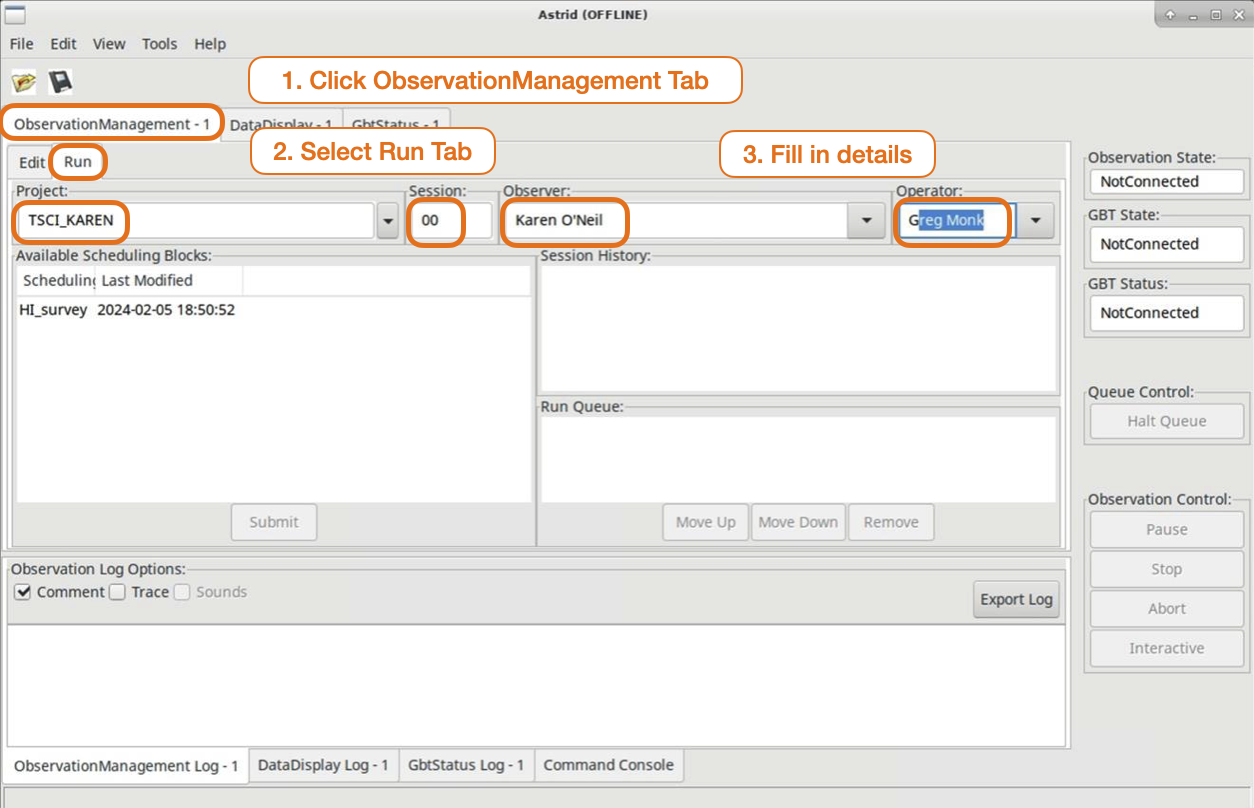 Astrid (OFFLINE)
File Edit View Tools Help
1. Click ObservationManagement Tab
ObservationManagement - 1 DataDisplay - 1 GbtStatus - 1
2. Select Run Tab
3. Fill in details
Edit Run
Project: Session: Observer: Operator:
TSCI_KAREN 00 Karen O'Neil Greg Monk
Available Scheduling Blocks:
Scheduling Last Modified
HI_survey 2024-02-05 18:50:52
Submit
Session History:
Run Queue:
Move Up Move Down Remove
Observation State:
NotConnected
GBT State:
NotConnected
GBT Status:
NotConnected
Queue Control:
Halt Queue
Observation Control:
Pause
Stop
Abort
Interactive
Observation Log Options:
Comment Trace Sounds
Export Log
ObservationManagement Log - 1 DataDisplay Log - 1 GbtStatus Log - 1 Command Console